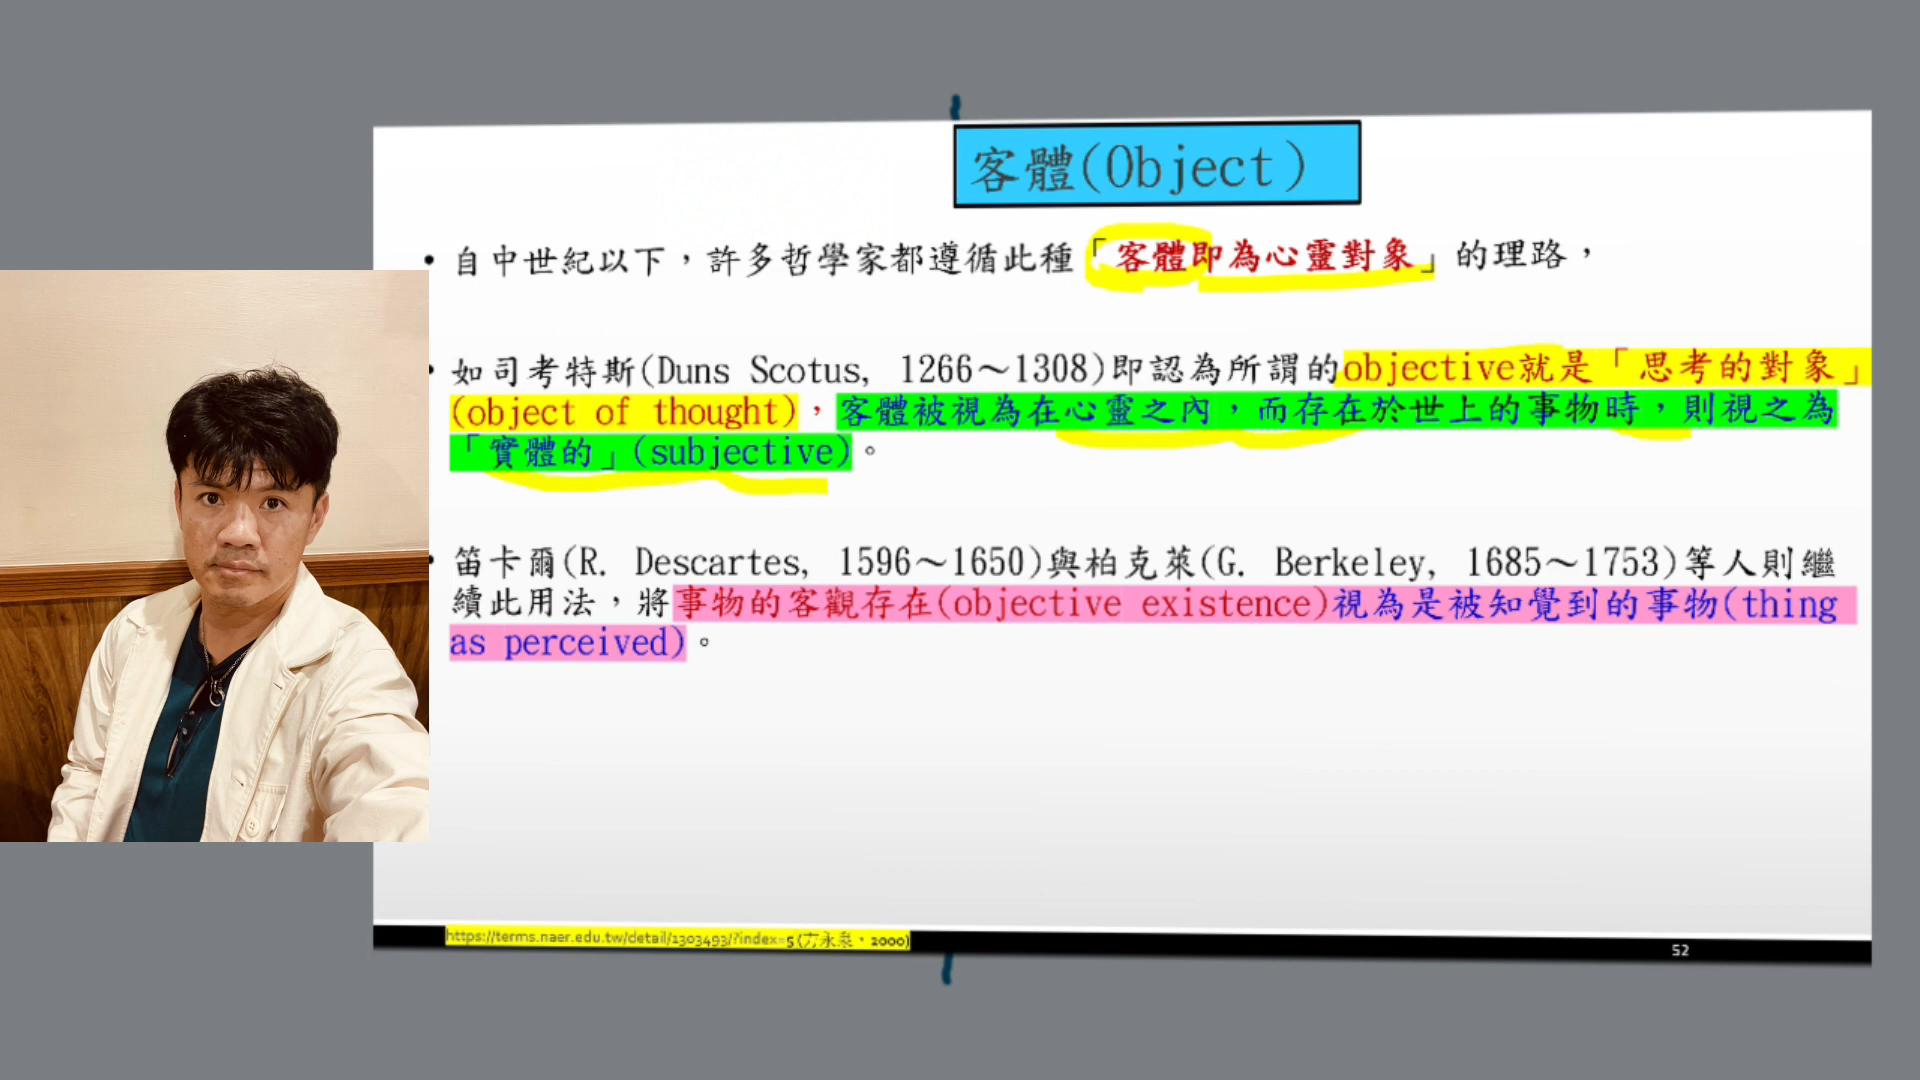 客體(Object)
• 自中世紀以下，許多哲學家都遵循此種「客體即為心靈對象」的理路，
• 如司考特斯(Duns Scotus, 1266～1308)即認為所謂的objective就是「思考的對象」
(object of thought)，客體被視為在心靈之內，而存在於世上的事物時，則視之為
「實體的」(subjective)。
• 笛卡爾(R. Descartes, 1596～1650)與柏克萊(G. Berkeley, 1685～1753)等人則繼
續此用法，將事物的客觀存在(objective existence)視為是被知覺到的事物(thing
as perceived)。
https://terms.naer.edu.tw/detail/1303493/?index=5(方永泉，2000)
52